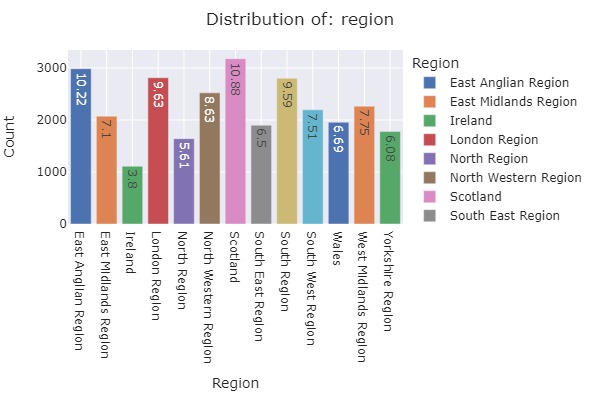 Distribution of: region
Count
3000
2000
1000
0
10.22
7.1
3.8
9.63
5.61
8.63
10.88
6.5
9.59
7.51
6.69
7.75
6.08
East Anglian Region
East Midlands Region
Ireland
London Region
North Region
North Western Region
Scotland
South East Region
South Region
South West Region
Wales
West Midlands Region
Yorkshire Region
Region
Region
East Anglian Region
East Midlands Region
Ireland
London Region
North Region
North Western Region
Scotland
South East Region